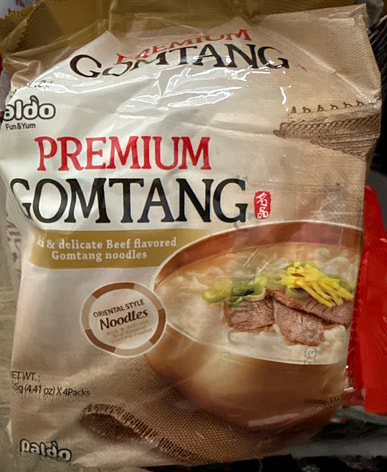 PREMIUM
GOMTANG
aldo
Fun & Yum
PREMIUM
GOMTANG
& delicate Beef flavored
Gomtang noodles
ORIENTAL STYLE
Noodles
NET WT.:
5g (4.41 oz) X 4Packs
paldo